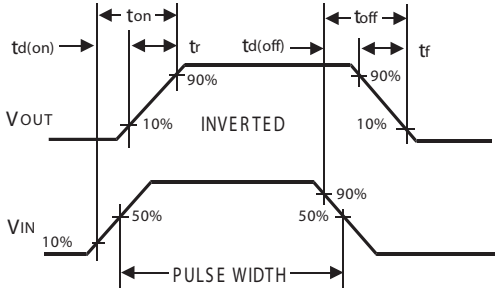 ton
toff
td(on)
tr
td(off)
tf
90%
90%
VOUT
10%
INVERTED
10%
90%
VIN
50%
50%
10%
PULSE WIDTH